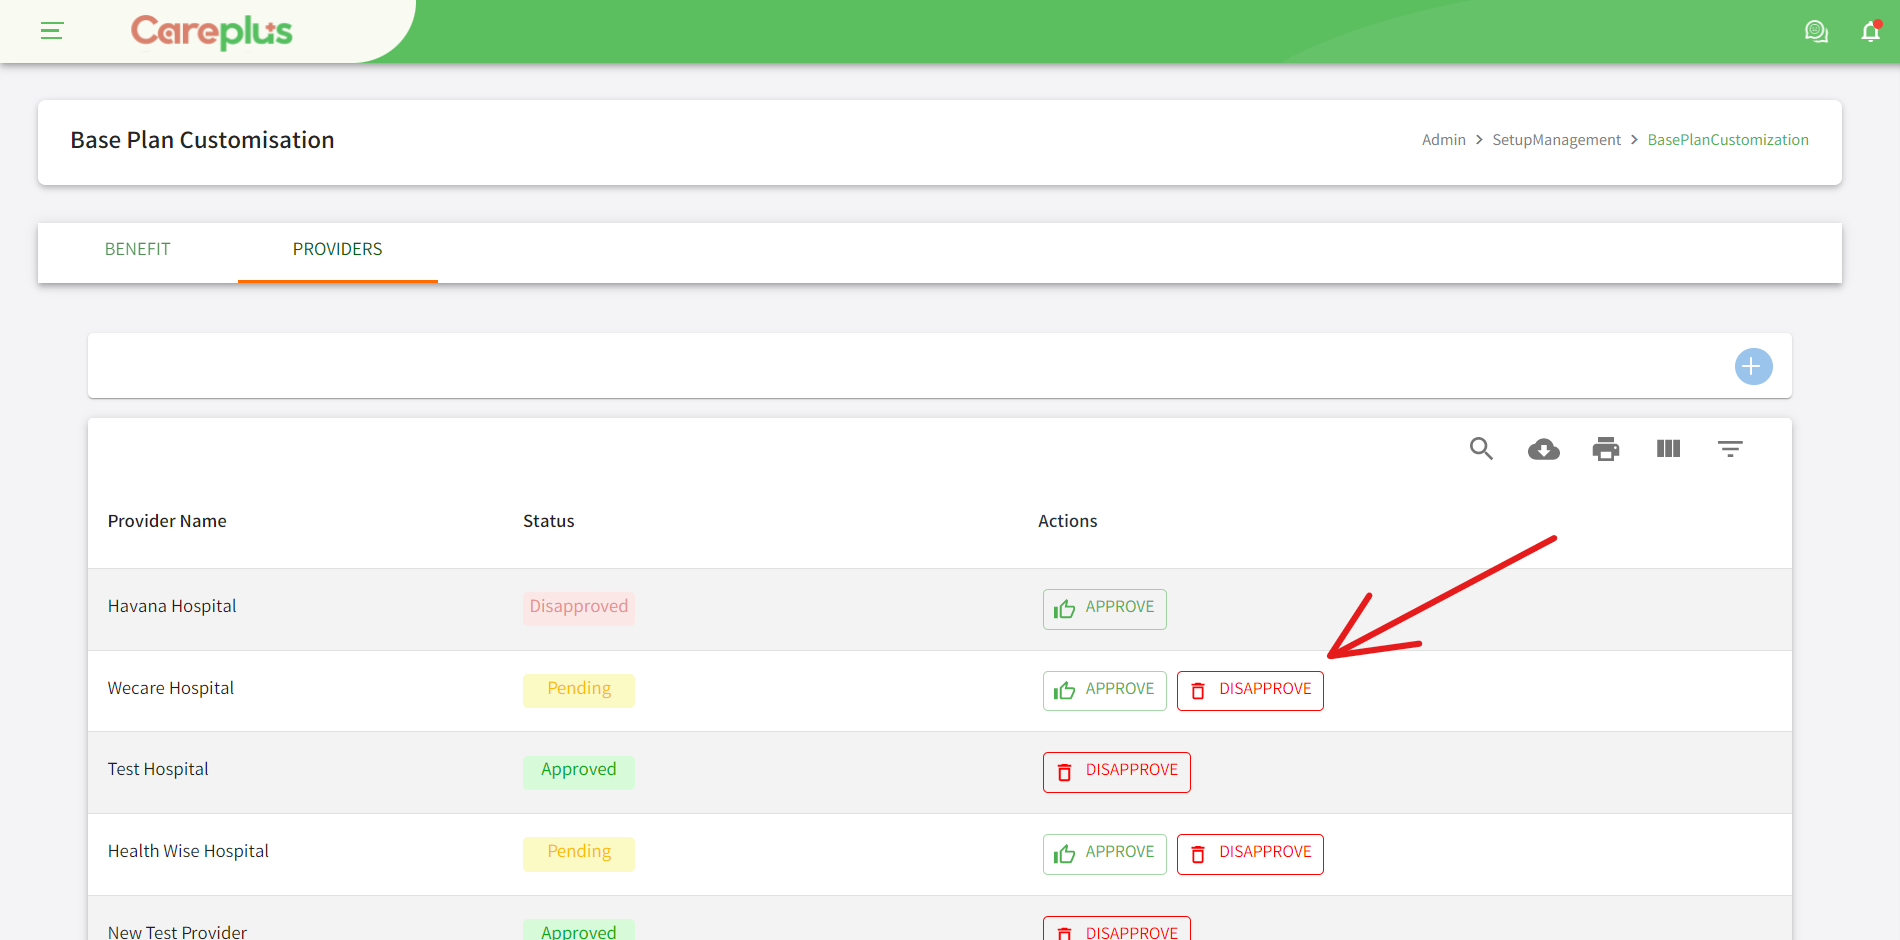 Careplus
Base Plan Customisation
Admin > SetupManagement > BasePlanCustomization
BENEFIT PROVIDERS
Provider Name Status Actions
Havana Hospital Disapproved APPROVE
Wecare Hospital Pending APPROVE DISAPPROVE
Test Hospital Approved DISAPPROVE
Health Wise Hospital Pending APPROVE DISAPPROVE
New Test Provider Approved DISAPPROVE